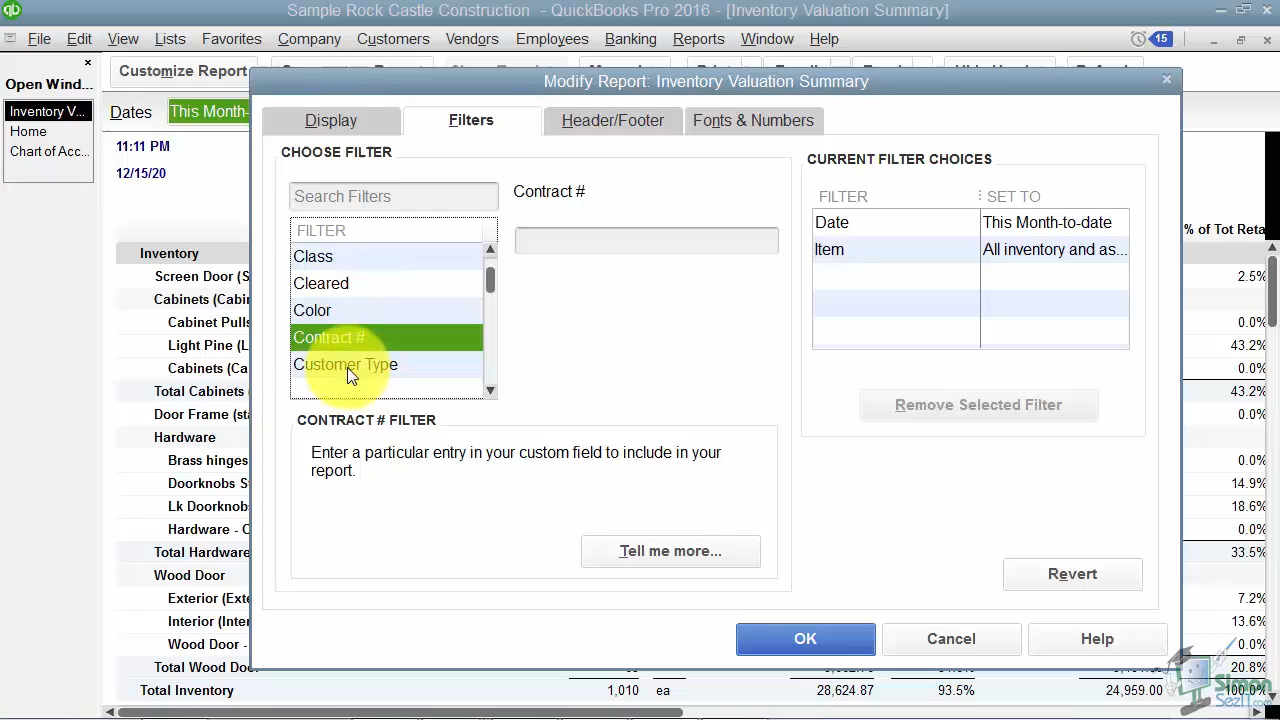 Sample Rock Castle Construction - QuickBooks Pro 2016 - [Inventory Valuation Summary]
File Edit View Lists Favorites Company Customers Vendors Employees Banking Reports Window Help 15
Customize Report
Open Wind...
Inventory V...
Home
Chart of Acc...
Dates This Month-
11:11 PM
12/15/20
Modify Report: Inventory Valuation Summary
Display Filters Header/Footer Fonts & Numbers
CHOOSE FILTER
Search Filters
FILTER
Class
Cleared
Color
Contract #
Customer Type
Contract #
CONTRACT # FILTER
Enter a particular entry in your custom field to include in your
report.
Tell me more...
CURRENT FILTER CHOICES
FILTER SET TO
Date This Month-to-date
Item All inventory and as...
Remove Selected Filter
Revert
OK Cancel Help
% of Tot Reta
Inventory
Screen Door (S 2.5%
Cabinets (Cabin
Cabinet Pulls 0.0%
Light Pine (L 43.2%
Cabinets (Ca 0.0%
Total Cabinets ( 43.2%
Door Frame (sta 0.0%
Hardware
Brass hinges 0.0%
Doorknobs S 14.9%
Lk Doorknobs 18.6%
Hardware - O 0.0%
Total Hardware 33.5%
Wood Door
Exterior (Exte 7.2%
Interior (Inter 13.6%
Wood Door - 0.0%
Total Wood Doo 20.8%
Total Inventory 1,010 ea 28,624.87 93.5% 24,959.00 100.0%
Simon
SezIT.com